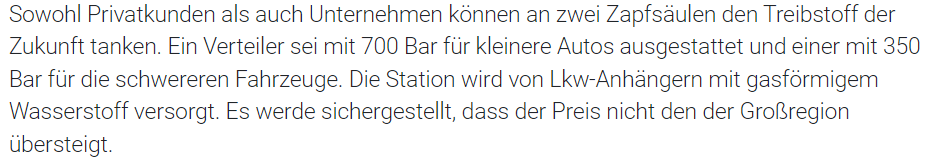 Sowohl Privatkunden als auch Unternehmen können an zwei Zapfsäulen den Treibstoff der
Zukunft tanken. Ein Verteiler sei mit 700 Bar für kleinere Autos ausgestattet und einer mit 350
Bar für die schwereren Fahrzeuge. Die Station wird von Lkw-Anhängern mit gasförmigem
Wasserstoff versorgt. Es werde sichergestellt, dass der Preis nicht den der Großregion
übersteigt.